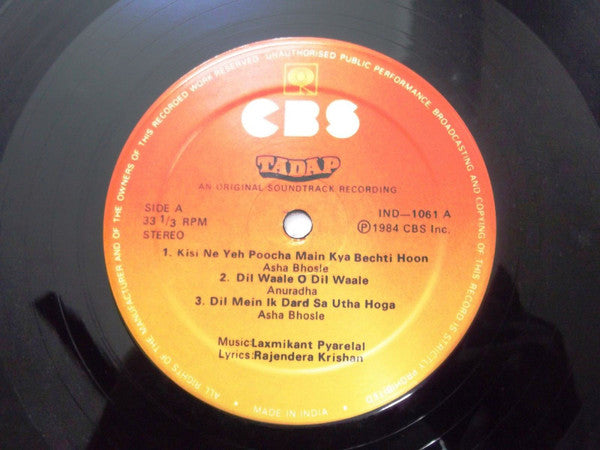 ALL RIGHTS OF THE MANUFACTURER AND OF THE OWNERS OF THIS RECORDED WORK RESERVED. UNAUTHORISED PUBLIC PERFORMANCE, BROADCASTING AND COPYING OF THIS RECORD IS STRICTLY PROHIBITED
CBS
TADAP
AN ORIGINAL SOUNDTRACK RECORDING
SIDE A
33 1/3 RPM
STEREO
IND—1061 A
Ⓟ1984 CBS Inc.
1. Kisi Ne Yeh Poocha Main Kya Bechti Hoon
Asha Bhosle
2. Dil Waale O Dil Waale
Anuradha
3. Dil Mein Ik Dard Sa Utha Hoga
Asha Bhosle
Music:Laxmikant Pyarelal
Lyrics:Rajendera Krishan
MADE IN INDIA